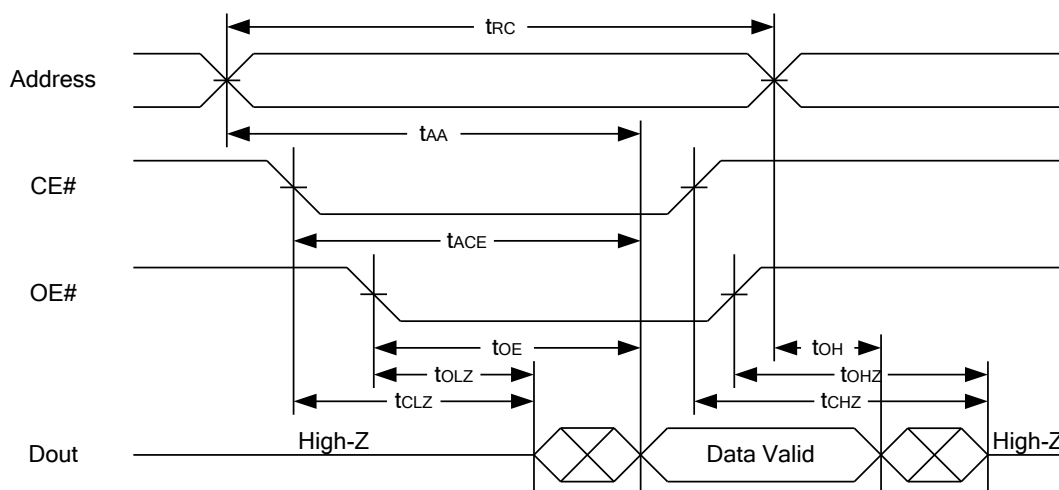 tRC
Address
tAA
CE#
tACE
OE#
tOE
tOH
tOLZ
tOHZ
tCLZ
tCHZ
Dout
High-Z
Data Valid
High-Z